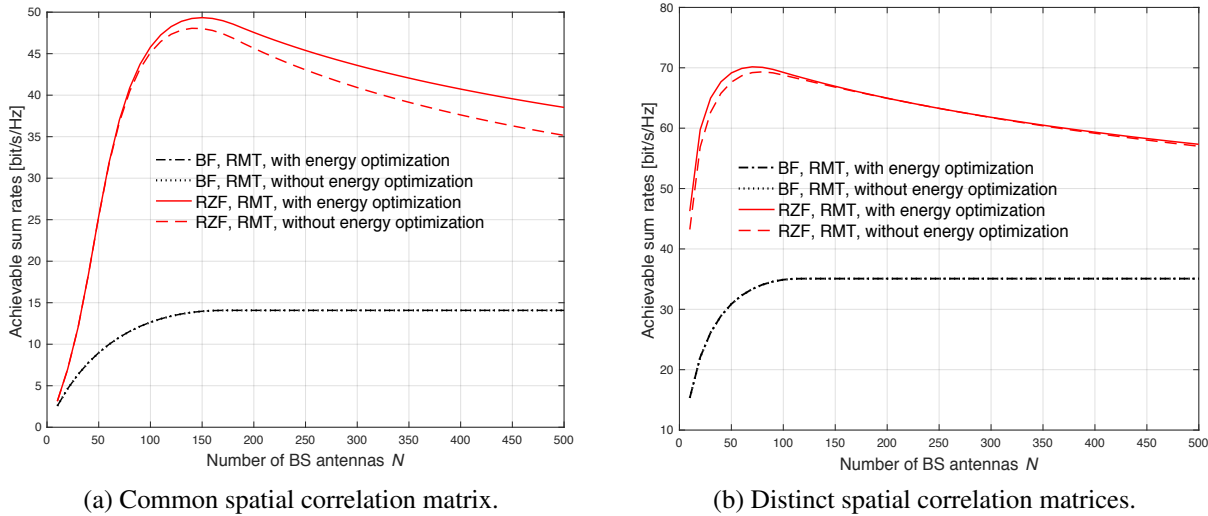 50
45
40
35
30
25
20
15
10
5
0
Achievable sum rates [bit/s/Hz]
BF, RMT, with energy optimization
BF, RMT, without energy optimization
RZF, RMT, with energy optimization
RZF, RMT, without energy optimization
0 50 100 150 200 250 300 350 400 450 500
Number of BS antennas N
(a) Common spatial correlation matrix.
80
70
60
50
40
30
20
10
Achievable sum rates [bit/s/Hz]
BF, RMT, with energy optimization
BF, RMT, without energy optimization
RZF, RMT, with energy optimization
RZF, RMT, without energy optimization
0 50 100 150 200 250 300 350 400 450 500
Number of BS antennas N
(b) Distinct spatial correlation matrices.